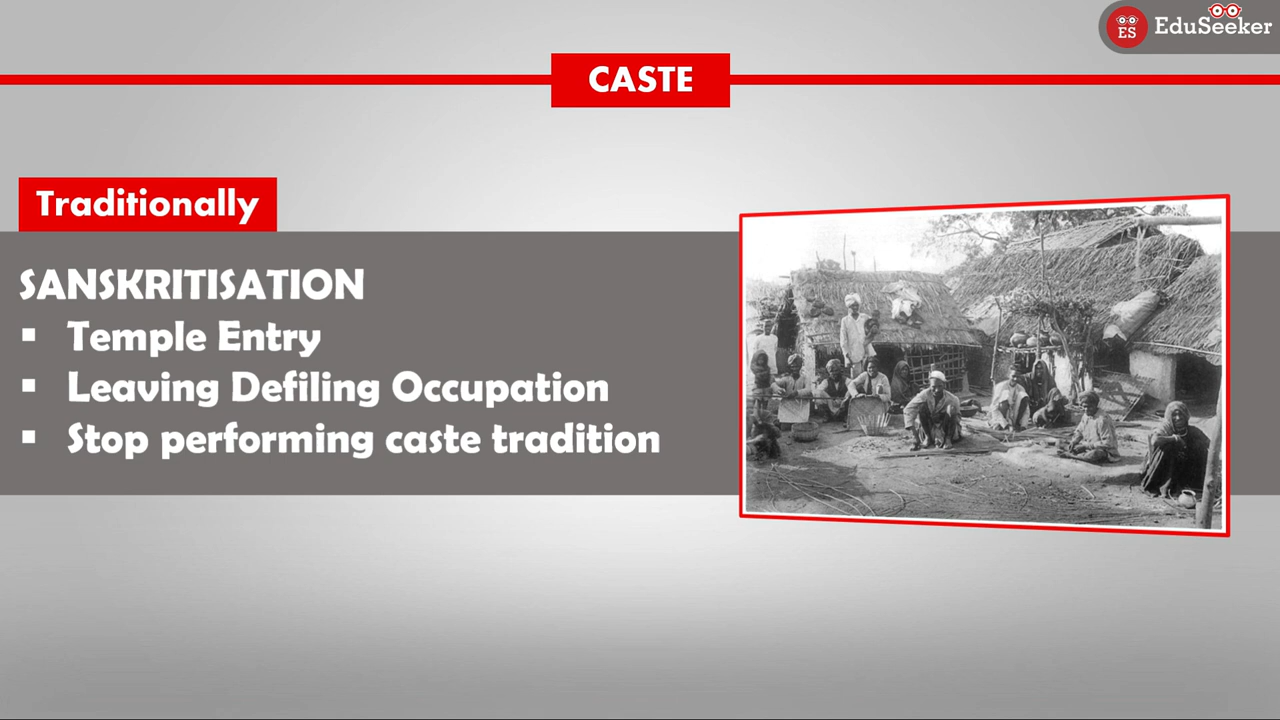 ES EduSeeker
CASTE
Traditionally
SANSKRITISATION
▪ Temple Entry
▪ Leaving Defiling Occupation
▪ Stop performing caste tradition